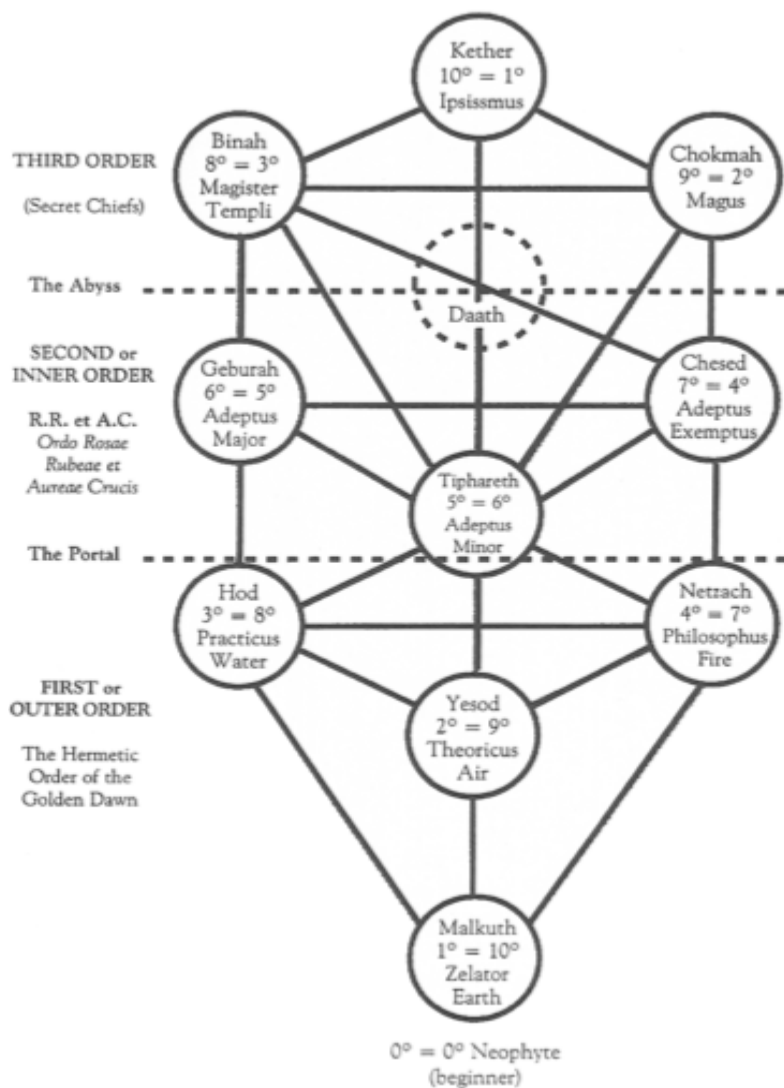 Kether
10° = 1°
Ipsissmus
Binah
8° = 3°
Magister
Templi
Chokmah
9° = 2°
Magus
THIRD ORDER
(Secret Chiefs)
The Abyss
Daath
SECOND or
INNER ORDER
R.R. et A.C.
Ordo Rosae
Rubeae et
Aureae Crucis
Geburah
6° = 5°
Adeptus
Major
Chesed
7° = 4°
Adeptus
Exemptus
Tiphareth
5° = 6°
Adeptus
Minor
The Portal
Hod
3° = 8°
Practicus
Water
Netzach
4° = 7°
Philosophus
Fire
FIRST or
OUTER ORDER
The Hermetic
Order of the
Golden Dawn
Yesod
2° = 9°
Theoricus
Air
Malkuth
1° = 10°
Zelator
Earth
0° = 0° Neophyte
(beginner)